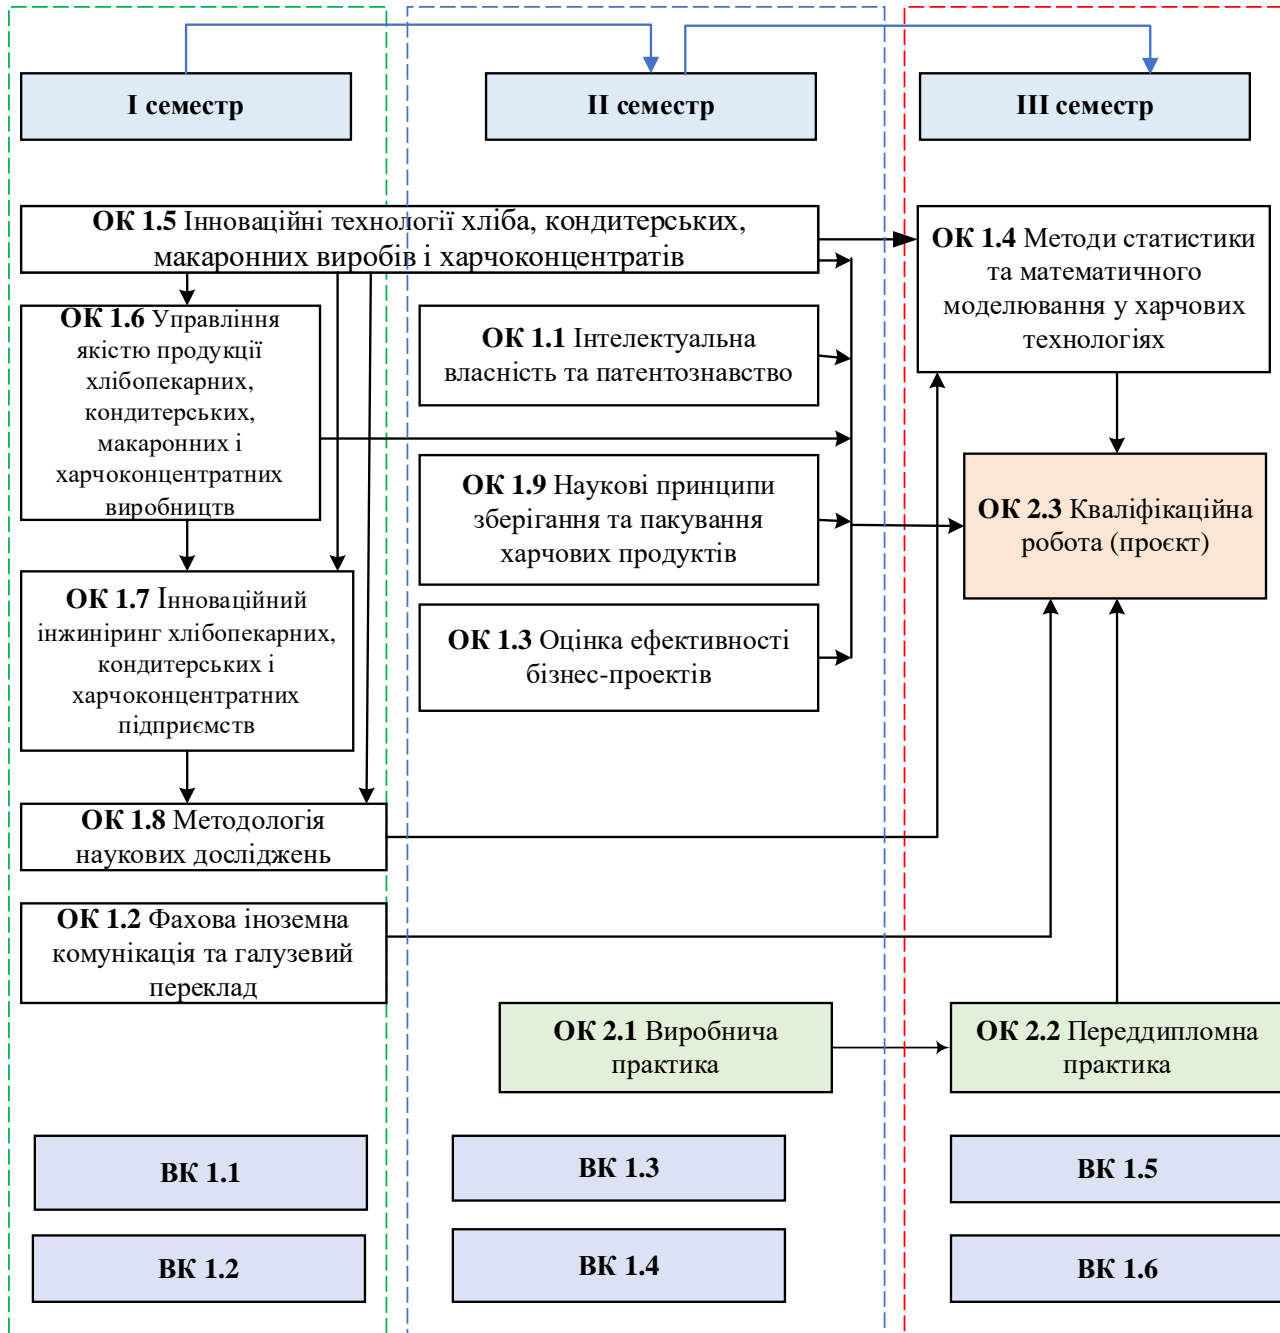 І семестр
ІІ семестр
ІІІ семестр
ОК 1.5 Інноваційні технології хліба, кондитерських,
макаронних виробів і харчоконцентратів
ОК 1.4 Методи статистики
та математичного
моделювання у харчових
технологіях
ОК 1.6 Управління
якістю продукції
хлібопекарних,
кондитерських,
макаронних і
харчоконцентратних
виробництв
ОК 1.1 Інтелектуальна
власність та патентознавство
ОК 1.9 Наукові принципи
зберігання та пакування
харчових продуктів
ОК 2.3 Кваліфікаційна
робота (проєкт)
ОК 1.7 Інноваційний
інжиніринг хлібопекарних,
кондитерських і
харчоконцентратних
підприємств
ОК 1.3 Оцінка ефективності
бізнес-проектів
ОК 1.8 Методологія
наукових досліджень
ОК 1.2 Фахова іноземна
комунікація та галузевий
переклад
ОК 2.1 Виробнича
практика
ОК 2.2 Переддипломна
практика
ВК 1.1
ВК 1.3
ВК 1.5
ВК 1.2
ВК 1.4
ВК 1.6